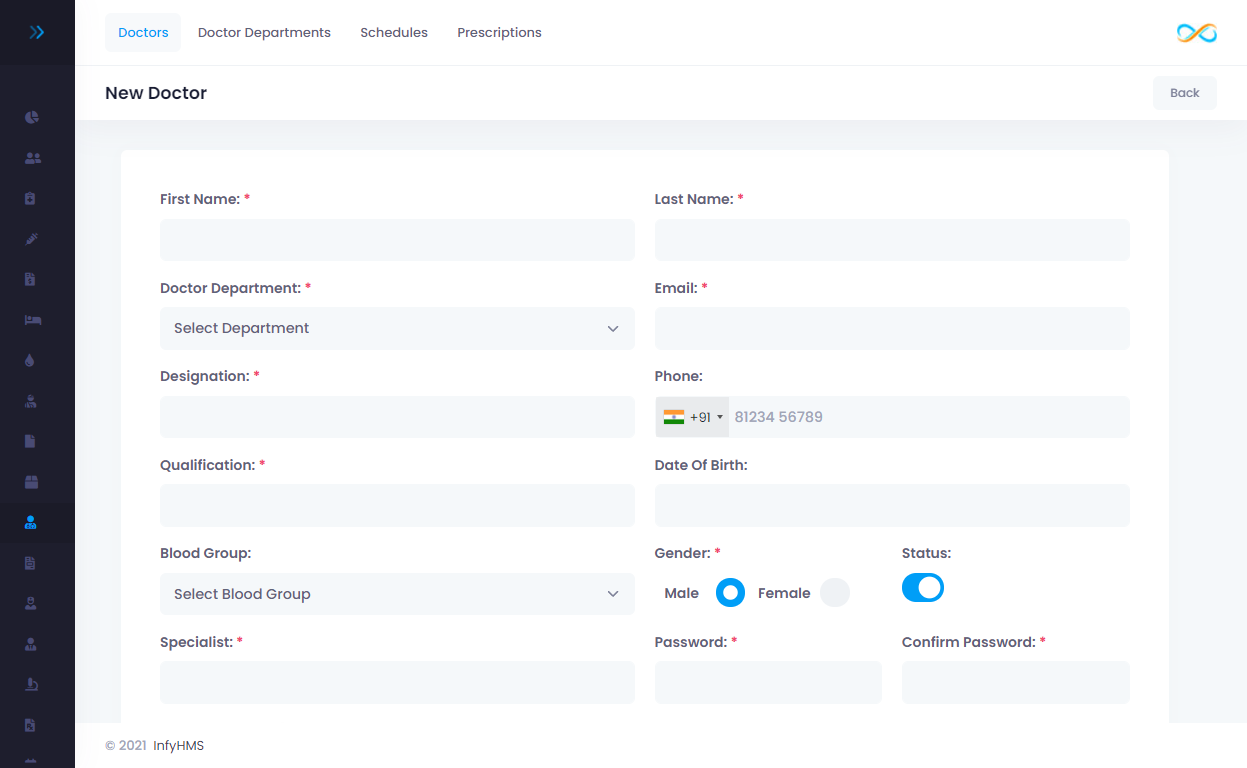 Doctors Doctor Departments Schedules Prescriptions
New Doctor Back
First Name: * Last Name: *
Doctor Department: * Email: *
Select Department
Designation: * Phone:
+91 81234 56789
Qualification: * Date Of Birth:
Blood Group: Gender: * Status:
Select Blood Group Male Female
Specialist: * Password: * Confirm Password: *
© 2021 InfyHMS